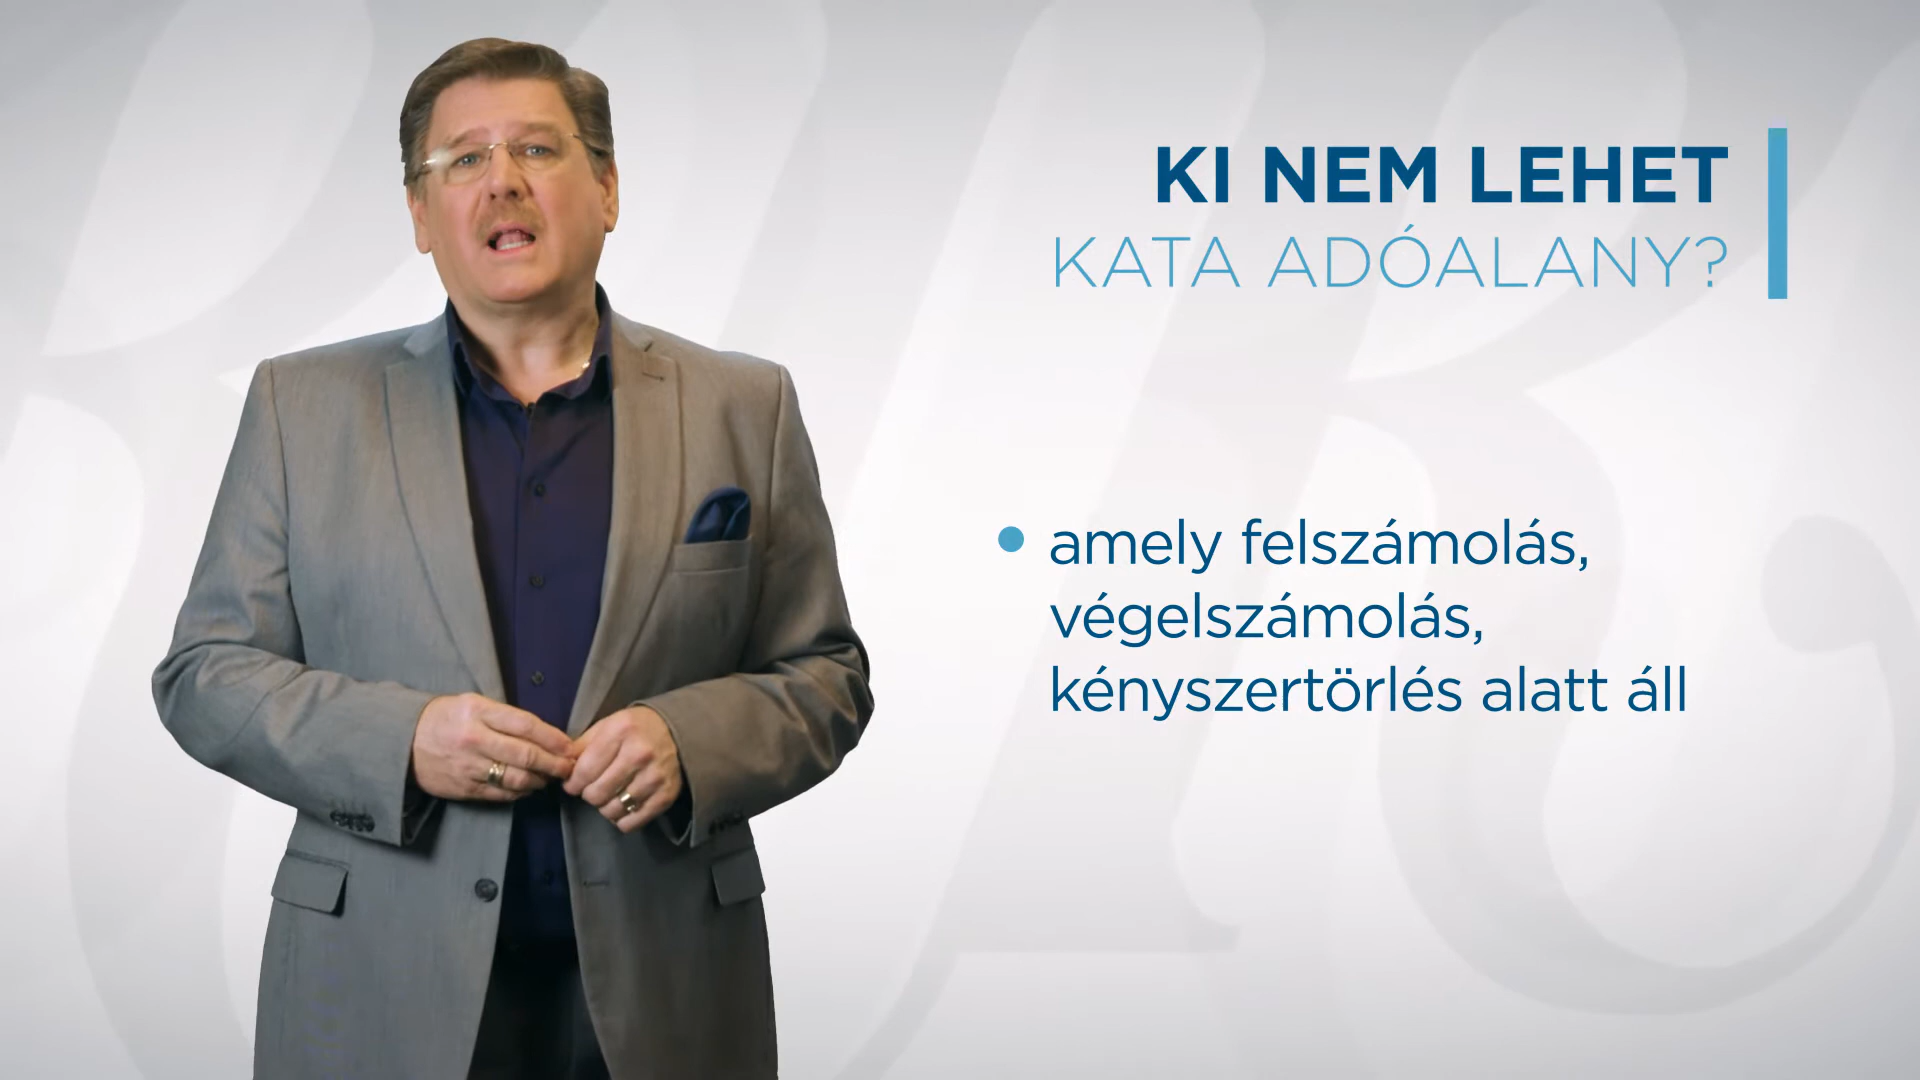 KI NEM LEHET
KATA ADÓALANY?
• amely felszámolás,
végelszámolás,
kényszertörlés alatt áll